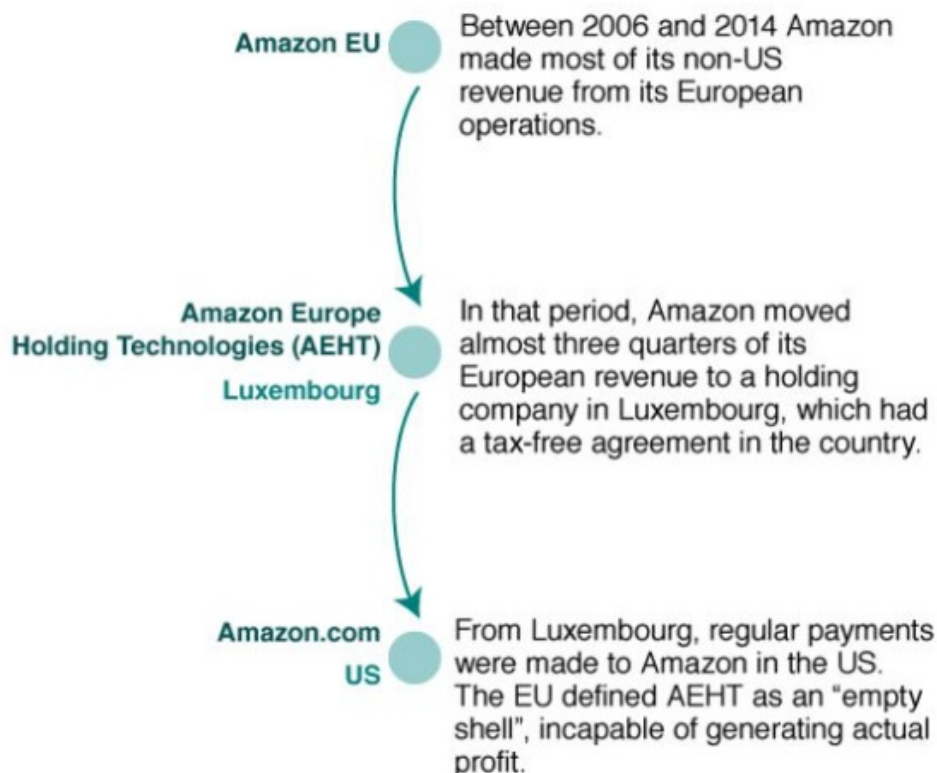 Amazon EU
Between 2006 and 2014 Amazon
made most of its non-US
revenue from its European
operations.
Amazon Europe
Holding Technologies (AEHT)
Luxembourg
In that period, Amazon moved
almost three quarters of its
European revenue to a holding
company in Luxembourg, which had
a tax-free agreement in the country.
Amazon.com
US
From Luxembourg, regular payments
were made to Amazon in the US.
The EU defined AEHT as an “empty
shell”, incapable of generating actual
profit.